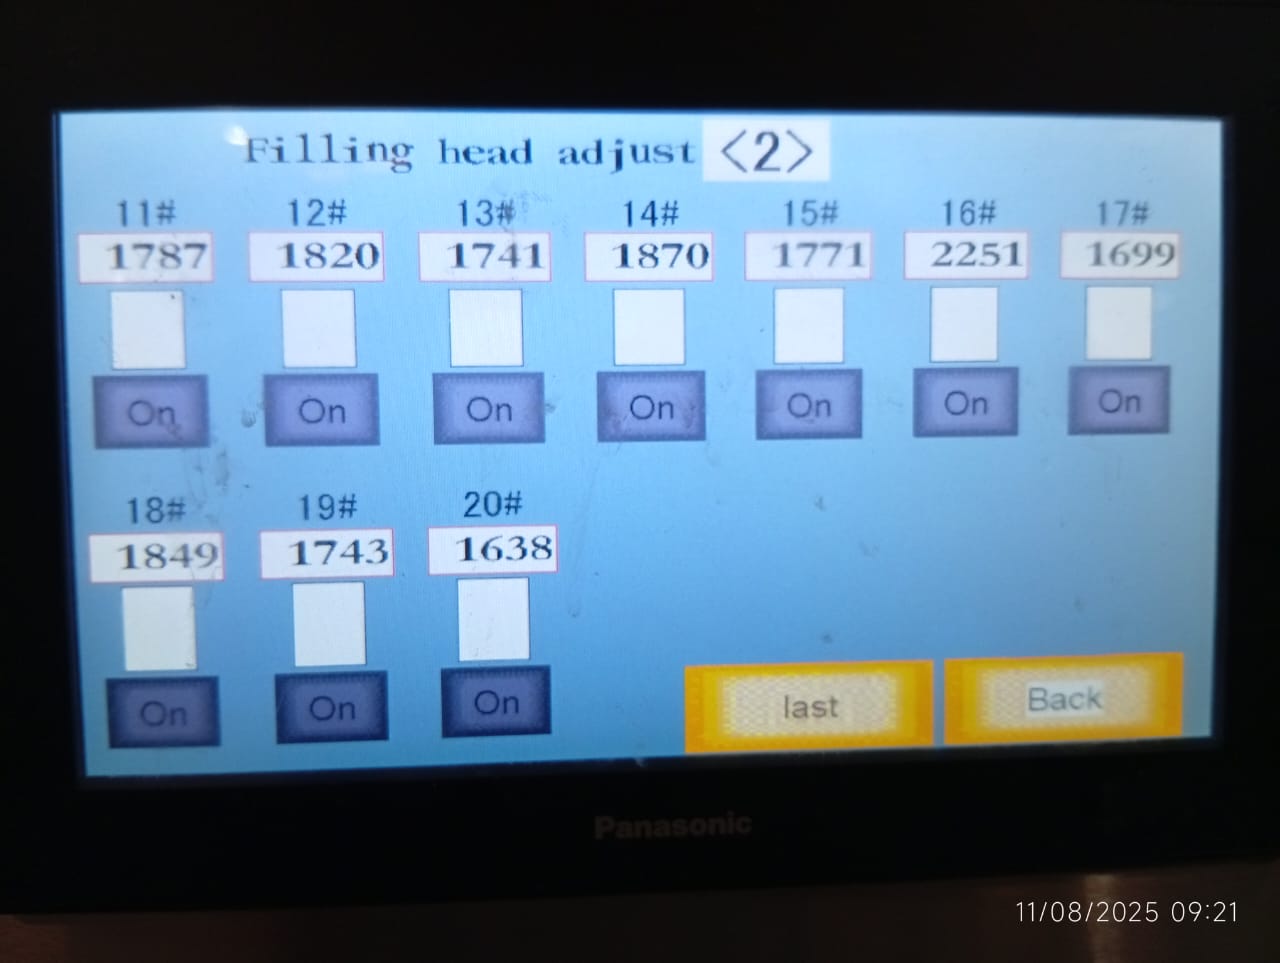 Filling head adjust <2>
11# 12# 13# 14# 15# 16# 17#
1787 1820 1741 1870 1771 2251 1699
On On On On On On On
18# 19# 20#
1849 1743 1638
On On On
last Back
Panasonic
11/08/2025 09:21